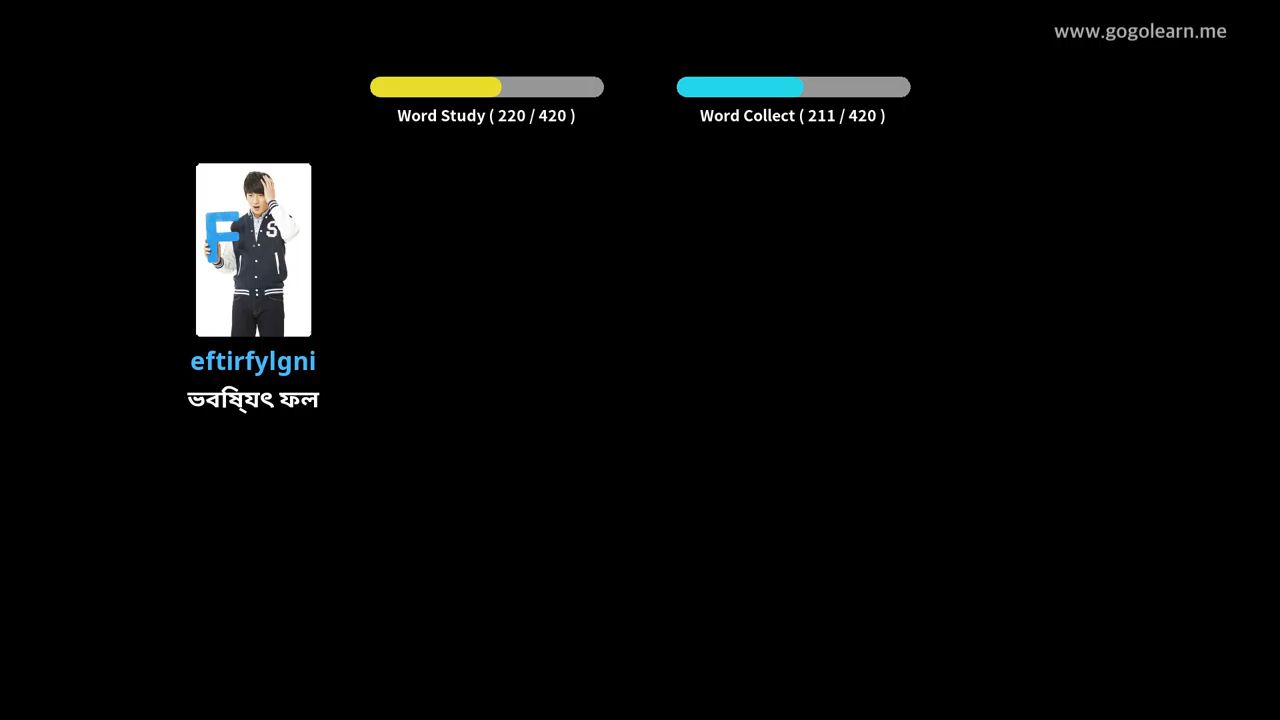 www.gogolearn.me
Word Study ( 220 / 420 )
Word Collect ( 211 / 420 )
F
S
eftirfylgni
ভবিষ্যৎ ফল